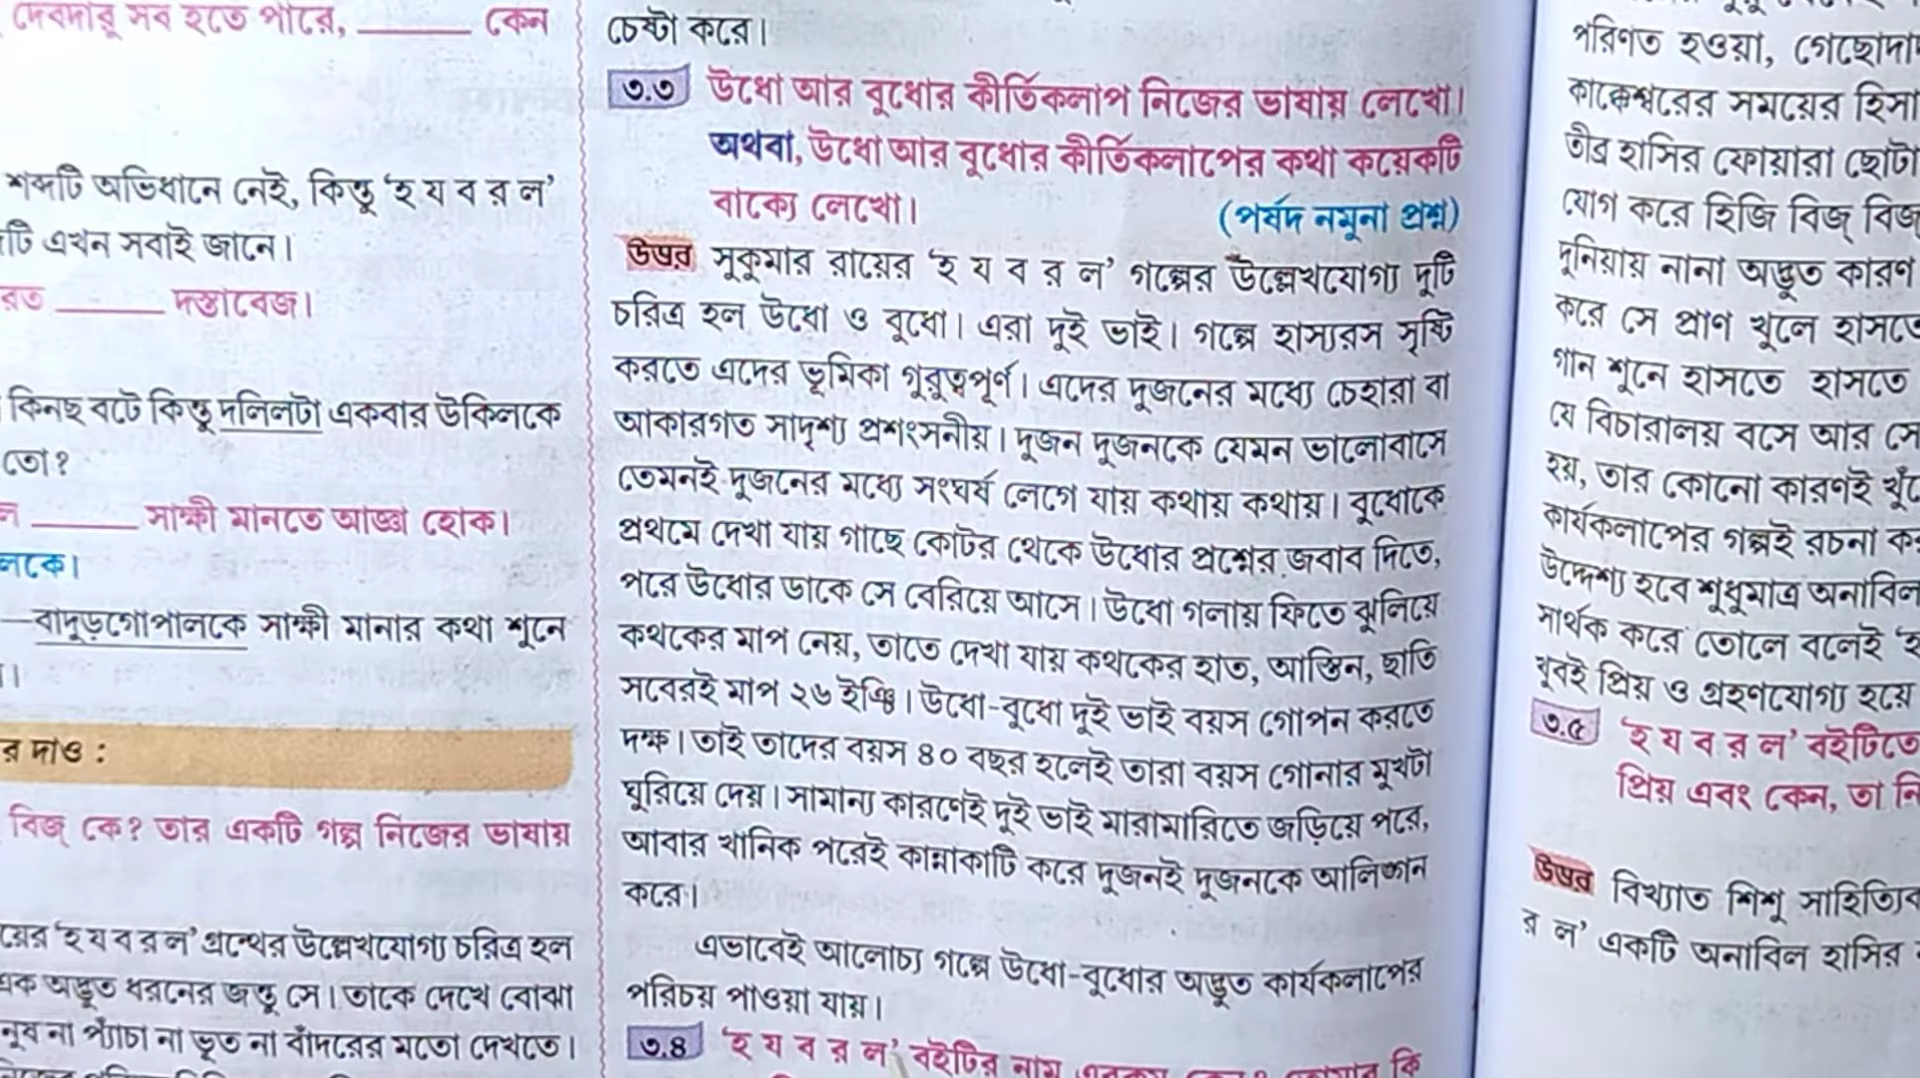 দেবদারু সব হতে পারে, ______ কেন
শব্দটি অভিধানে নেই, কিন্তু ‘হ য ব র ল’
টি এখন সবাই জানে।
রত ______ দস্তাবেজ।
কিনছ বটে কিন্তু দলিলটা একবার উকিলকে
তো?
ল ______ সাক্ষী মানতে আজ্ঞা হোক।
লকে।
—বাদুড়গোপালকে সাক্ষী মানার কথা শুনে
র দাও :
বিজ্ কে? তার একটি গল্প নিজের ভাষায়
য়ের ‘হ য ব র ল’ গ্রন্থের উল্লেখযোগ্য চরিত্র হল
এক অদ্ভুত ধরনের জন্তু সে। তাকে দেখে বোঝা
নুষ না প্যাঁচা না ভূত না বাঁদরের মতো দেখতে।
চেষ্টা করে।
৩.৩ উধো আর বুধোর কীর্তিকলাপ নিজের ভাষায় লেখো।
অথবা, উধো আর বুধোর কীর্তিকলাপের কথা কয়েকটি
বাক্যে লেখো। (পর্ষদ নমুনা প্রশ্ন)
উত্তর সুকুমার রায়ের ‘হ য ব র ল’ গল্পের উল্লেখযোগ্য দুটি
চরিত্র হল উধো ও বুধো। এরা দুই ভাই। গল্পে হাস্যরস সৃষ্টি
করতে এদের ভূমিকা গুরুত্বপূর্ণ। এদের দুজনের মধ্যে চেহারা বা
আকারগত সাদৃশ্য প্রশংসনীয়। দুজন দুজনকে যেমন ভালোবাসে
তেমনই দুজনের মধ্যে সংঘর্ষ লেগে যায় কথায় কথায়। বুধোকে
প্রথমে দেখা যায় গাছে কোটর থেকে উধোর প্রশ্নের জবাব দিতে,
পরে উধোর ডাকে সে বেরিয়ে আসে। উধো গলায় ফিতে ঝুলিয়ে
কথকের মাপ নেয়, তাতে দেখা যায় কথকের হাত, আস্তিন, ছাতি
সবেরই মাপ ২৬ ইঞ্চি। উধো-বুধো দুই ভাই বয়স গোপন করতে
দক্ষ। তাই তাদের বয়স ৪০ বছর হলেই তারা বয়স গোনার মুখটা
ঘুরিয়ে দেয়। সামান্য কারণেই দুই ভাই মারামারিতে জড়িয়ে পরে,
আবার খানিক পরেই কান্নাকাটি করে দুজনই দুজনকে আলিঙ্গন
করে।
এভাবেই আলোচ্য গল্পে উধো-বুধোর অদ্ভুত কার্যকলাপের
পরিচয় পাওয়া যায়।
৩.৪ ‘হ য ব র ল’ বইটির নাম
পরিণত হওয়া, গেছোদা
কাক্কেশ্বরের সময়ের হিসা
তীব্র হাসির ফোয়ারা ছোটা
যোগ করে হিজি বিজ্ বিজ্
দুনিয়ায় নানা অদ্ভুত কারণ
করে সে প্রাণ খুলে হাসতে
গান শুনে হাসতে হাসতে
যে বিচারালয় বসে আর সে
হয়, তার কোনো কারণই খুঁ
কার্যকলাপের গল্পই রচনা
উদ্দেশ্য হবে শুধুমাত্র অনাবিল
সার্থক করে তোলে বলেই ‘হ
খুবই প্রিয় ও গ্রহণযোগ্য হয়ে
৩.৫ ‘হ য ব র ল’ বইটিতে
প্রিয় এবং কেন, তা নি
উত্তর বিখ্যাত শিশু সাহিত্যিক
র ল’ একটি অনাবিল হাসির